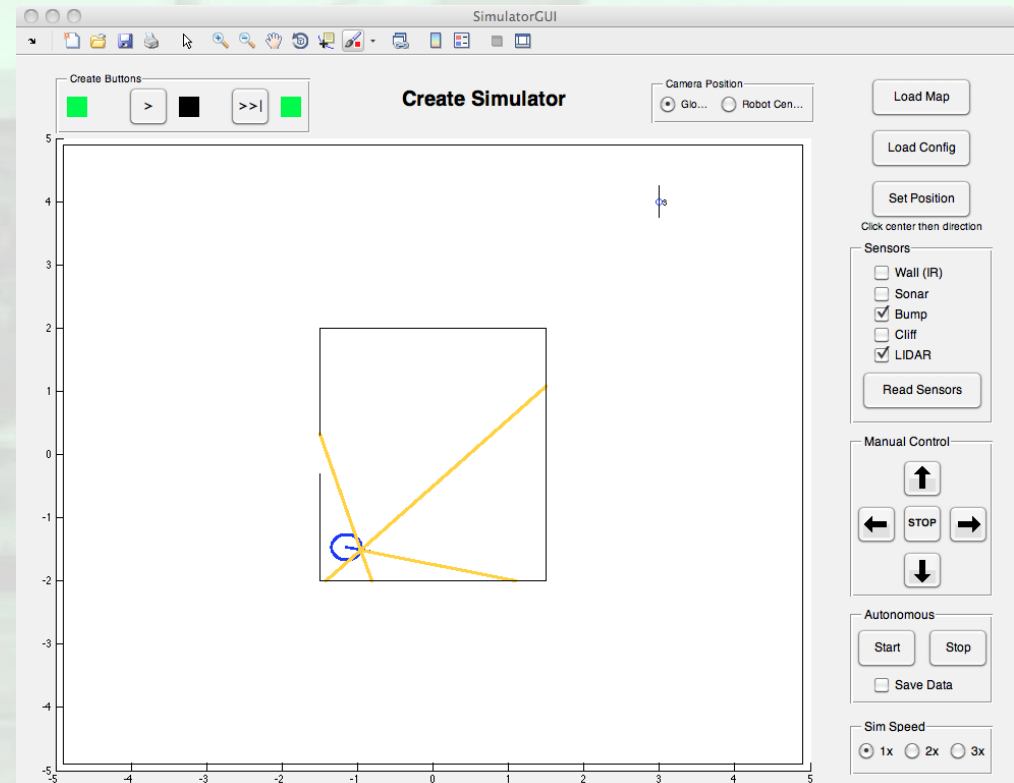 SimulatorGUI
Create Buttons
> >>|
Create Simulator
Camera Position
Glo... Robot Cen...
Load Map
Load Config
Set Position
Click center then direction
Sensors
Wall (IR)
Sonar
Bump
Cliff
LIDAR
Read Sensors
Manual Control
STOP
Autonomous
Start Stop
Save Data
Sim Speed
1x 2x 3x
5
4
3
2
1
0
-1
-2
-3
-4
-5
-5 -4 -3 -2 -1 0 1 2 3 4 5